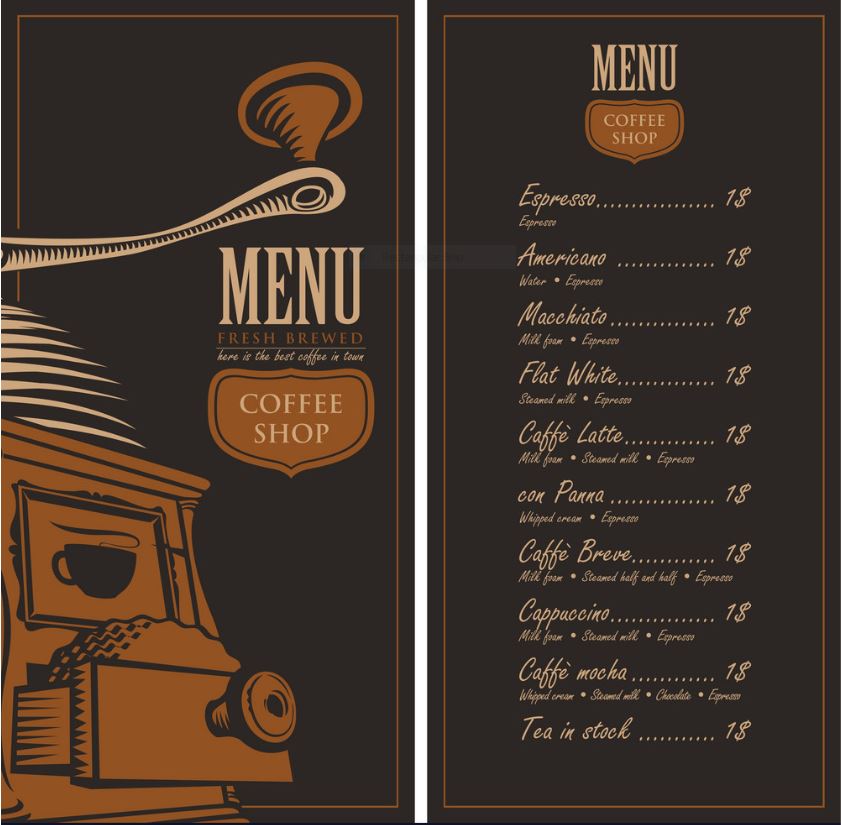 MENU
FRESH BREWED
here is the best coffee in town
COFFEE
SHOP
MENU
COFFEE
SHOP
Espresso................. 1$
Espresso
Americano .............. 1$
Water • Espresso
Macchiato ............... 1$
Milk foam • Espresso
Flat White.............. 1$
Steamed milk • Espresso
Caffè Latte............. 1$
Milk foam • Steamed milk • Espresso
con Panna ............... 1$
Whipped cream • Espresso
Caffè Breve............ 1$
Milk foam • Steamed half and half • Espresso
Cappuccino............... 1$
Milk foam • Steamed milk • Espresso
Caffè mocha............ 1$
Whipped cream • Steamed milk • Chocolate • Espresso
Tea in stock ........... 1$